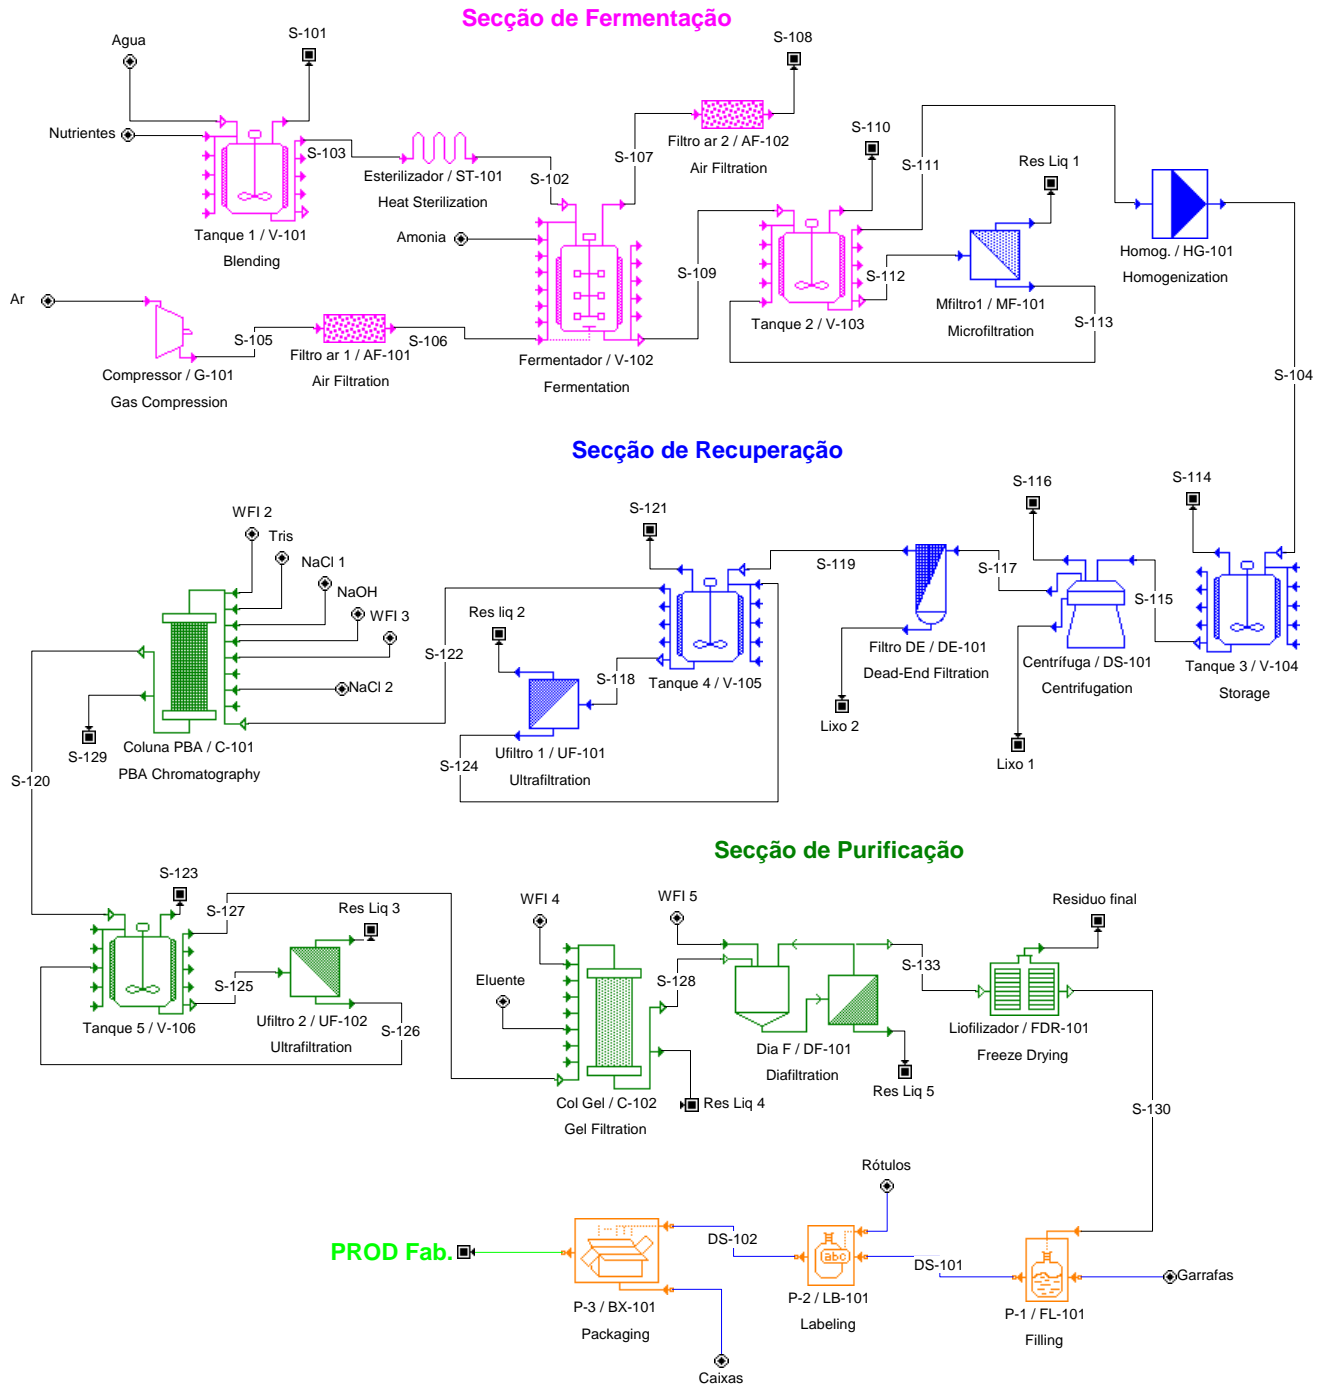 Secção de Fermentação
Agua
S-101
S-108
Nutrientes
S-103
Esterilizador / ST-101
Heat Sterilization
S-102
S-107
Filtro ar 2 / AF-102
Air Filtration
S-110
S-111
Res Liq 1
Tanque 1 / V-101
Blending
Amonia
S-109
S-112
Homog. / HG-101
Homogenization
Ar
S-105
Filtro ar 1 / AF-101
Air Filtration
S-106
Fermentador / V-102
Fermentation
Tanque 2 / V-103
Mfiltro1 / MF-101
Microfiltration
S-113
Compressor / G-101
Gas Compression
S-104
Secção de Recuperação
WFI 2
Tris
NaCl 1
NaOH
WFI 3
NaCl 2
S-121
S-119
S-117
S-116
S-114
S-115
Res liq 2
S-122
S-118
Tanque 4 / V-105
Filtro DE / DE-101
Dead-End Filtration
Centrífuga / DS-101
Centrifugation
Tanque 3 / V-104
Storage
Lixo 2
Lixo 1
S-129
Coluna PBA / C-101
PBA Chromatography
S-120
S-124
Ufiltro 1 / UF-101
Ultrafiltration
Secção de Purificação
S-123
S-127
Res Liq 3
WFI 4
WFI 5
Residuo final
Eluente
S-128
S-133
S-125
Tanque 5 / V-106
Ufiltro 2 / UF-102
Ultrafiltration
S-126
Dia F / DF-101
Diafiltration
Liofilizador / FDR-101
Freeze Drying
Res Liq 5
Col Gel / C-102
Gel Filtration
Res Liq 4
S-130
Rótulos
PROD Fab.
DS-102
abc
DS-101
Garrafas
P-3 / BX-101
Packaging
P-2 / LB-101
Labeling
P-1 / FL-101
Filling
Caixas